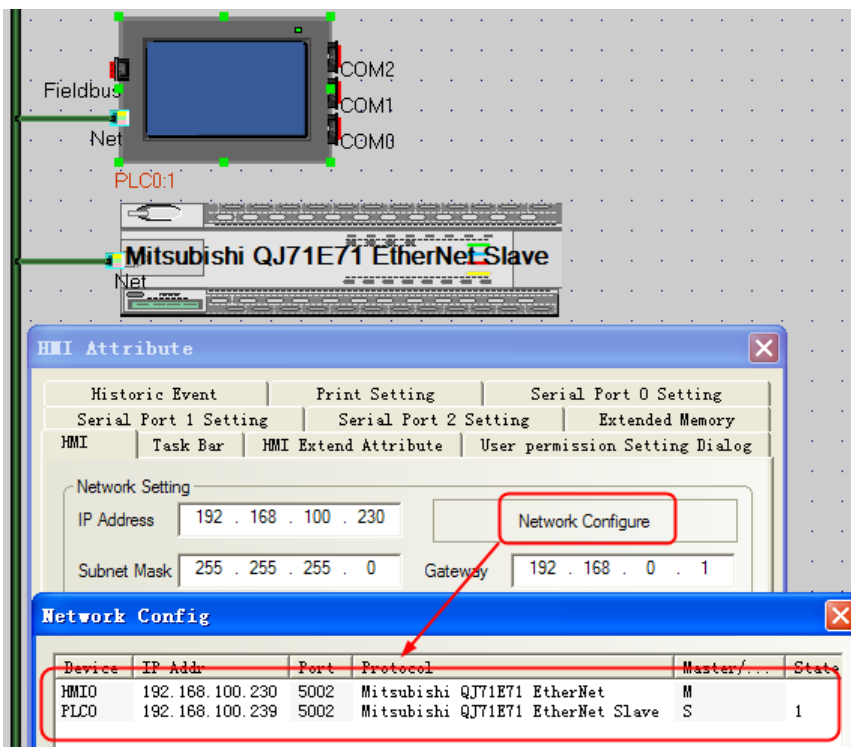 COM2
Fieldbus
COM1
Net
COM0
PLC0:1
Mitsubishi QJ71E71 EtherNet Slave
Net
HMI Attribute
Historic Event Print Setting Serial Port 0 Setting
Serial Port 1 Setting Serial Port 2 Setting Extended Memory
HMI Task Bar HMI Extend Attribute User permission Setting Dialog
Network Setting
IP Address 192 . 168 . 100 . 230 Network Configure
Subnet Mask 255 . 255 . 255 . 0 Gateway 192 . 168 . 0 . 1
Network Config
Device IP Addr Port Protocol Master/... State
HMI0 192.168.100.230 5002 Mitsubishi QJ71E71 EtherNet M
PLC0 192.168.100.239 5002 Mitsubishi QJ71E71 EtherNet Slave S 1